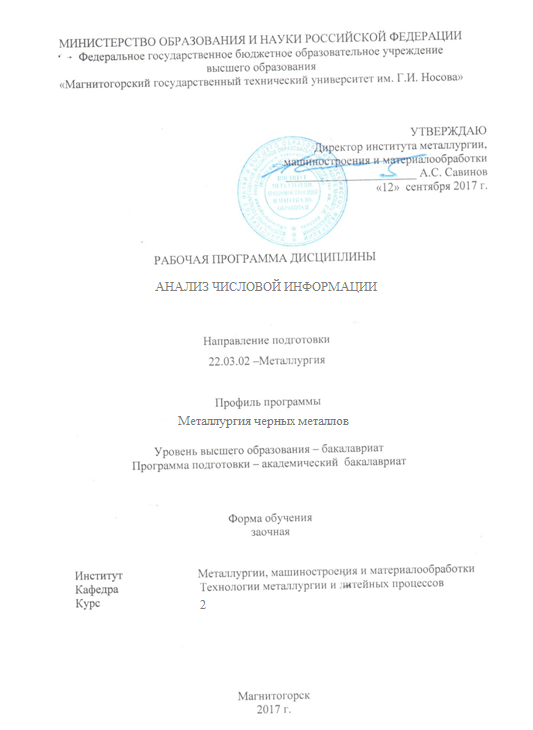 МИНИСТЕРСТВО ОБРАЗОВАНИЯ И НАУКИ РОССИЙСКОЙ ФЕДЕРАЦИИ
Федеральное государственное бюджетное образовательное учреждение
высшего образования
«Магнитогорский государственный технический университет им. Г.И. Носова»
УТВЕРЖДАЮ
Директор института металлургии,
машиностроения и материалообработки
А.С. Савинов
«12» сентября 2017 г.
РАБОЧАЯ ПРОГРАММА ДИСЦИПЛИНЫ
АНАЛИЗ ЧИСЛОВОЙ ИНФОРМАЦИИ
Направление подготовки
22.03.02 –Металлургия
Профиль программы
Металлургия черных металлов
Уровень высшего образования – бакалавриат
Программа подготовки – академический бакалавриат
Форма обучения
заочная
Институт Металлургии, машиностроения и материалообработки
Кафедра Технологии металлургии и литейных процессов
Курс 2
Магнитогорск
2017 г.